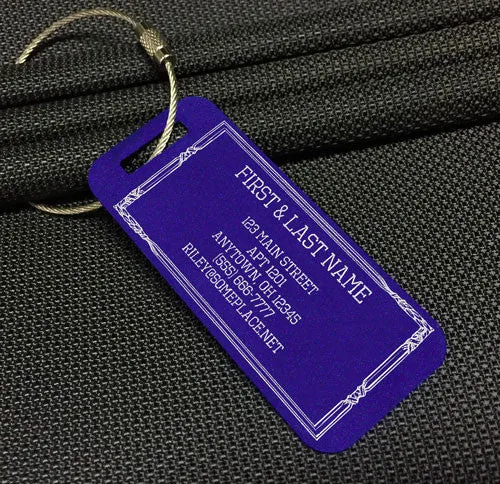 FIRST & LAST NAME
123 MAIN STREET
APT 1201
ANYTOWN, OH 12345
(555) 666-7777
RILEY@SOMEPLACE.NET